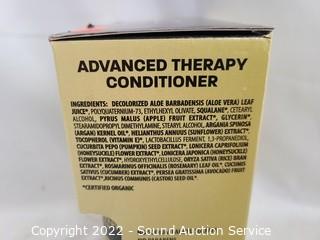 ADVANCED THERAPY
CONDITIONER
INGREDIENTS: DECOLORIZED ALOE BARBADENSIS (ALOE VERA) LEAF
JUICE*, POLYQUATERNIUM-73, ETHYLHEXYL OLIVATE, SQUALANE*, CETEARYL
ALCOHOL, PYRUS MALUS (APPLE) FRUIT EXTRACT*, GLYCERIN*,
STEARAMIDOPROPYL DIMETHYLAMINE, STEARYL ALCOHOL, ARGANIA SPINOSA
(ARGAN) KERNEL OIL*, HELIANTHUS ANNUUS (SUNFLOWER) EXTRACT*,
TOCOPHEROL (VITAMIN E)*, LACTOBACILLUS FERMENT, 1,3-PROPANEDIOL*,
CUCURBITA PEPO (PUMPKIN) SEED EXTRACT*, LONICERA CAPRIFOLIUM
(HONEYSUCKLE) FLOWER EXTRACT*, LONICERA JAPONICA (HONEYSUCKLE)
FLOWER EXTRACT*, HYDROXYETHYLCELLULOSE, ORYZA SATIVA (RICE) BRAN
EXTRACT*, ROSMARINUS OFFICINALIS (ROSEMARY) LEAF OIL*, CUCUMIS
SATIVUS (CUCUMBER) EXTRACT*, PERSEA GRATISSIMA (AVOCADO) FRUIT
EXTRACT*, RICINUS COMMUNIS (CASTOR) SEED OIL*.
*CERTIFIED ORGANIC
NO PARABENS
Copyright 2022 - Sound Auction Service